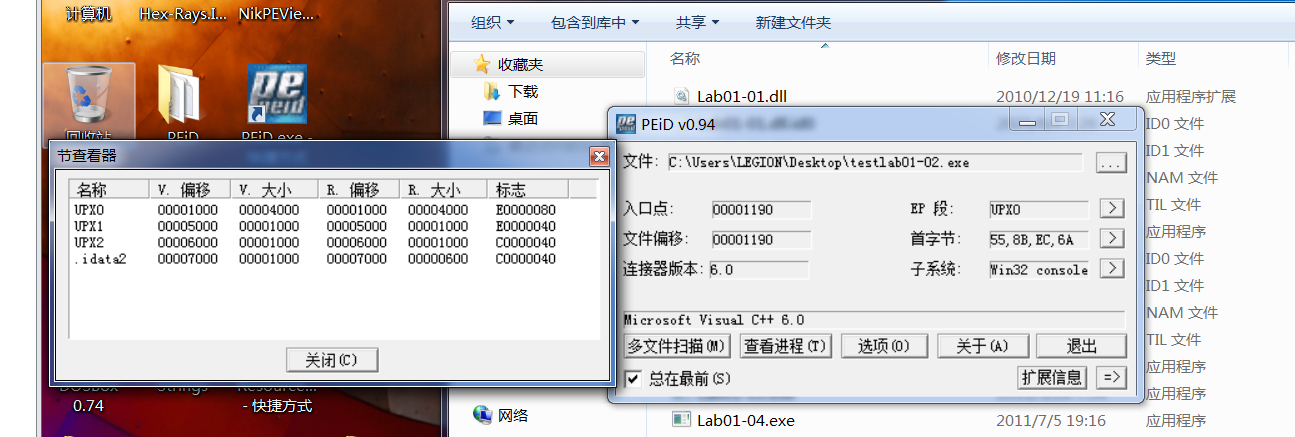 计算机 Hex-Rays.I... NikPEVie...
PEiD PEiD.exe -
组织 包含到库中 共享 新建文件夹
收藏夹
下载
桌面
网络
名称 修改日期 类型
Lab01-01.dll 2010/12/19 11:16 应用程序扩展
ID0 文件
ID1 文件
NAM 文件
TIL 文件
应用程序
ID0 文件
ID1 文件
NAM 文件
TIL 文件
应用程序
应用程序
Lab01-04.exe 2011/7/5 19:16 应用程序
节查看器
名称 V. 偏移 V. 大小 R. 偏移 R. 大小 标志
UPX0 00001000 00004000 00001000 00004000 E0000080
UPX1 00005000 00001000 00005000 00001000 E0000040
UPX2 00006000 00001000 00006000 00001000 C0000040
.idata2 00007000 00001000 00007000 00000600 C0000040
关闭(C)
PEiD v0.94
文件: C:\Users\LEGION\Desktop\testlab01-02.exe ...
入口点: 00001190 EP 段: UPX0 >
文件偏移: 00001190 首字节: 55,8B,EC,6A >
连接器版本: 6.0 子系统: Win32 console >
Microsoft Visual C++ 6.0
多文件扫描(M) 查看进程(T) 选项(O) 关于(A) 退出
总在最前(S) 扩展信息 =>
0.74 - 快捷方式